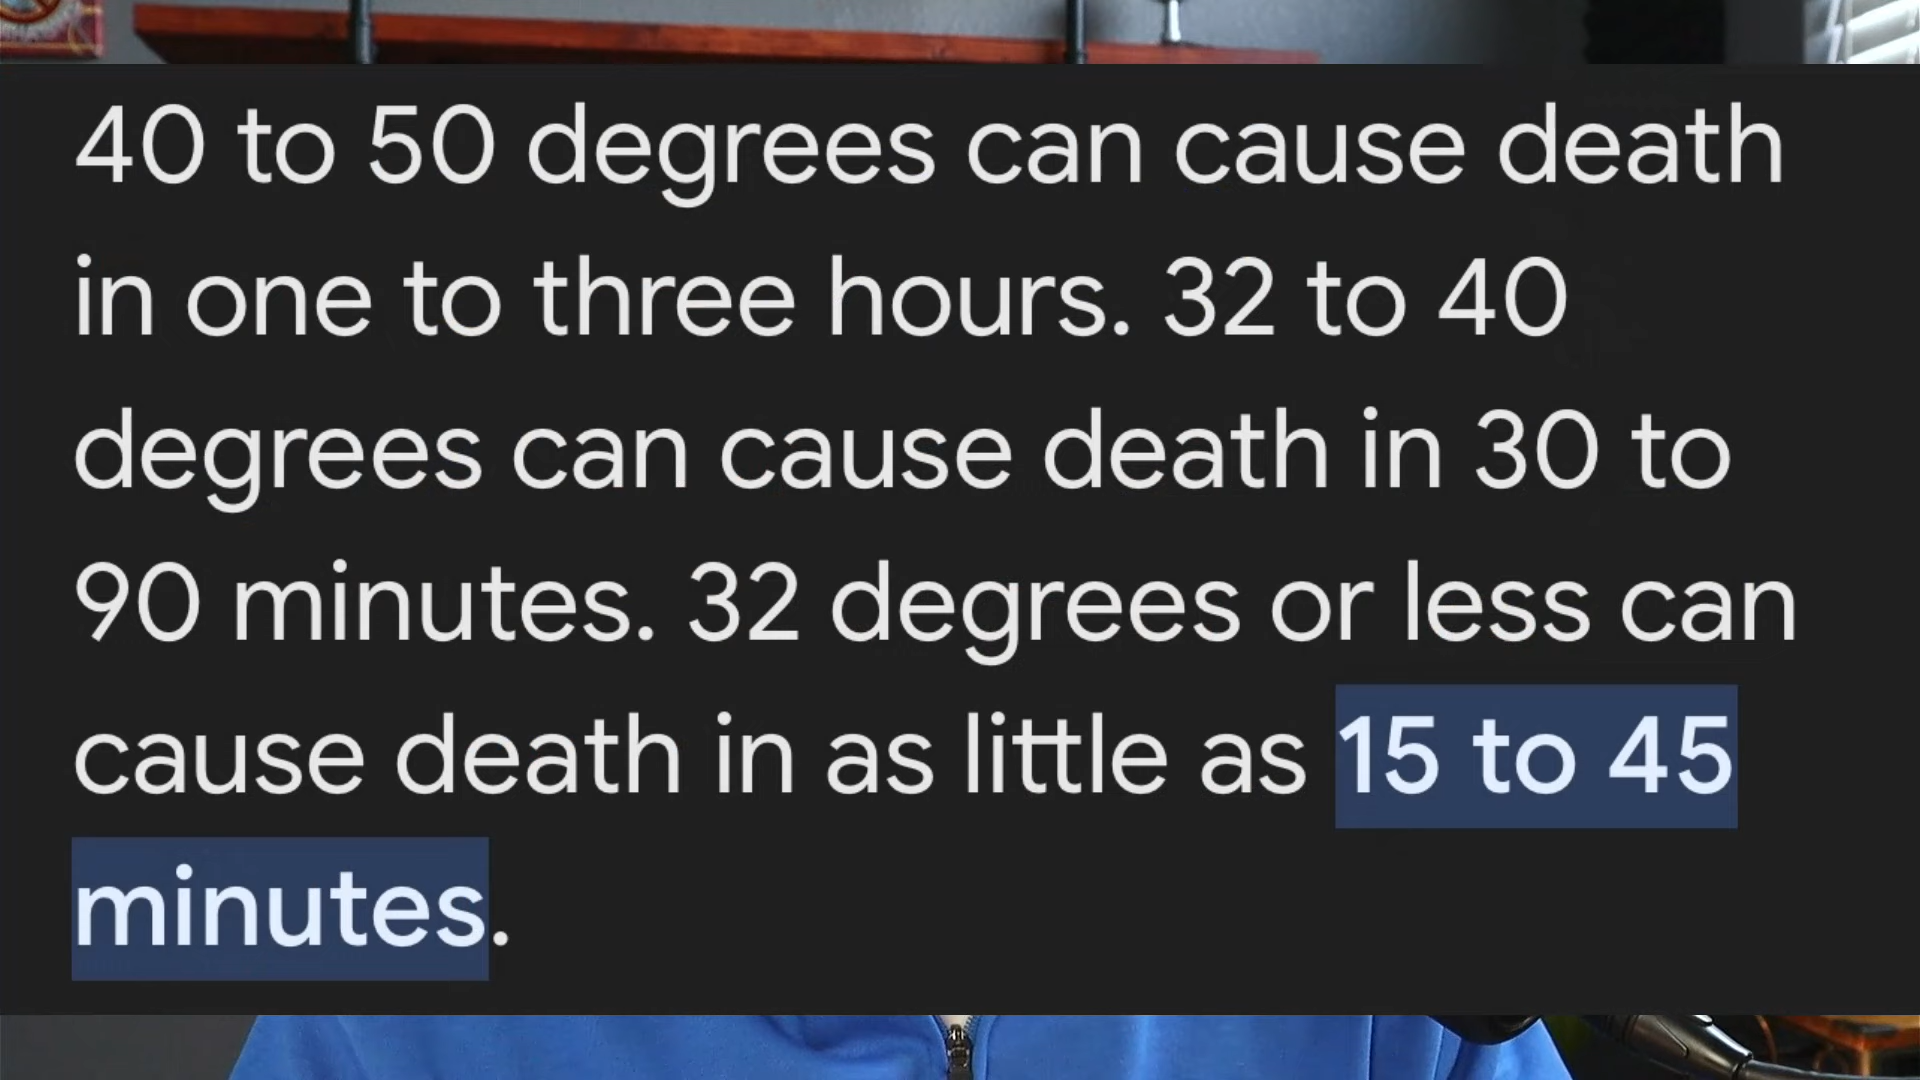 40 to 50 degrees can cause death
in one to three hours. 32 to 40
degrees can cause death in 30 to
90 minutes. 32 degrees or less can
cause death in as little as 15 to 45
minutes.